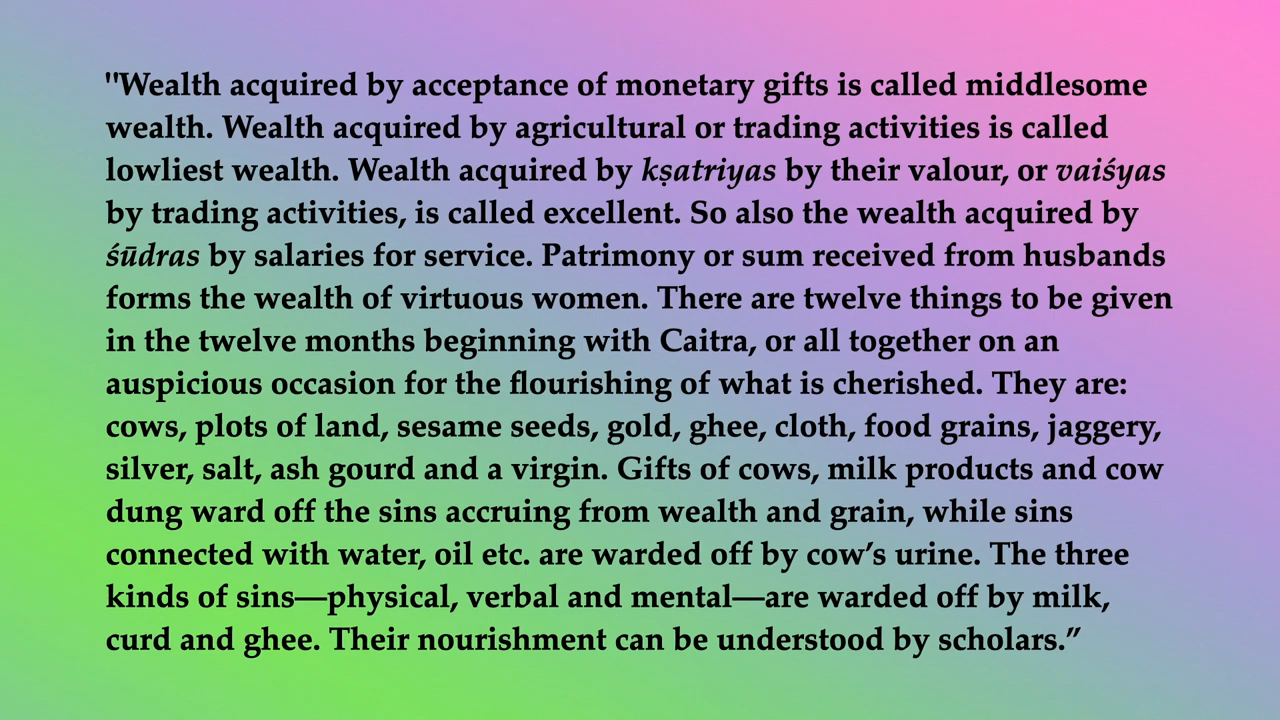 "Wealth acquired by acceptance of monetary gifts is called middlesome
wealth. Wealth acquired by agricultural or trading activities is called
lowliest wealth. Wealth acquired by kṣatriyas by their valour, or vaiśyas
by trading activities, is called excellent. So also the wealth acquired by
śūdras by salaries for service. Patrimony or sum received from husbands
forms the wealth of virtuous women. There are twelve things to be given
in the twelve months beginning with Caitra, or all together on an
auspicious occasion for the flourishing of what is cherished. They are:
cows, plots of land, sesame seeds, gold, ghee, cloth, food grains, jaggery,
silver, salt, ash gourd and a virgin. Gifts of cows, milk products and cow
dung ward off the sins accruing from wealth and grain, while sins
connected with water, oil etc. are warded off by cow’s urine. The three
kinds of sins—physical, verbal and mental—are warded off by milk,
curd and ghee. Their nourishment can be understood by scholars.”